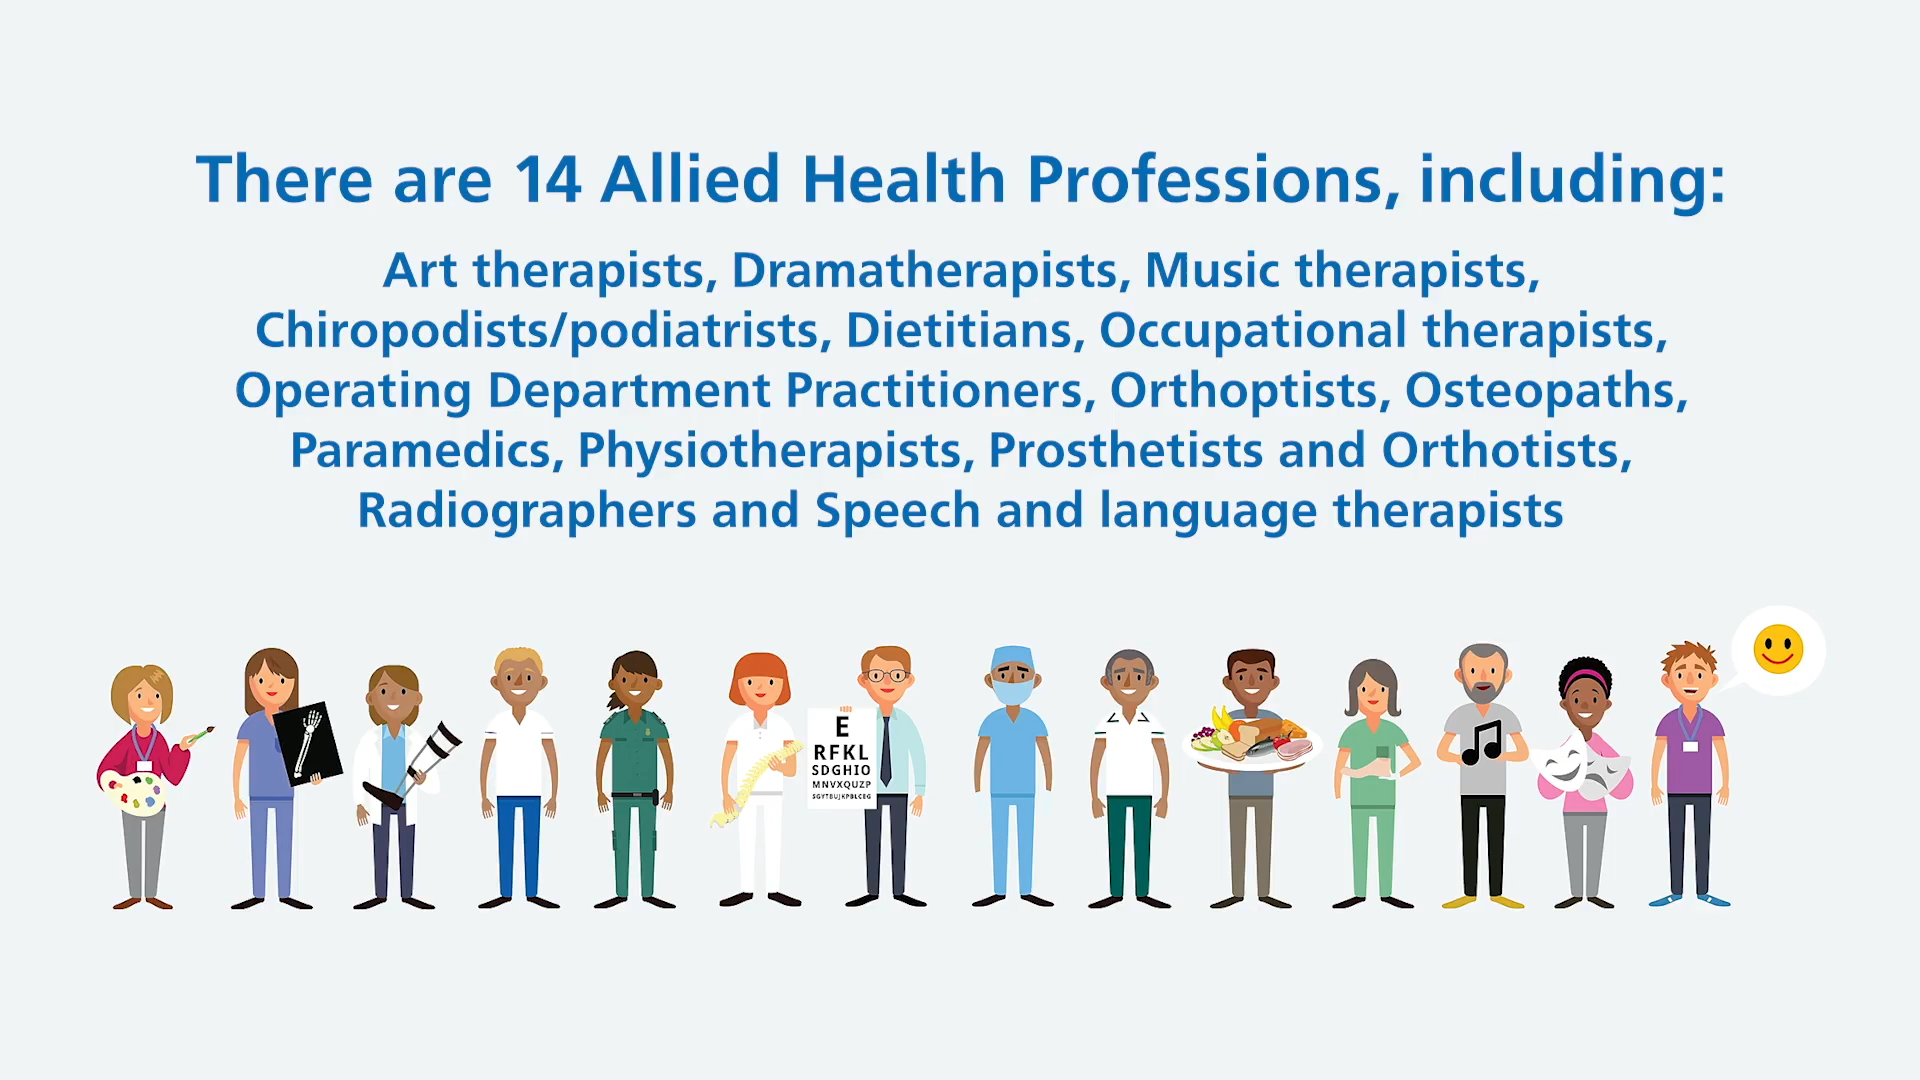 There are 14 Allied Health Professions, including:
Art therapists, Dramatherapists, Music therapists,
Chiropodists/podiatrists, Dietitians, Occupational therapists,
Operating Department Practitioners, Orthoptists, Osteopaths,
Paramedics, Physiotherapists, Prosthetists and Orthotists,
Radiographers and Speech and language therapists
E
RFKL
SDGHIO
MNVXQUZP
SGYTBUJKPBLCEG